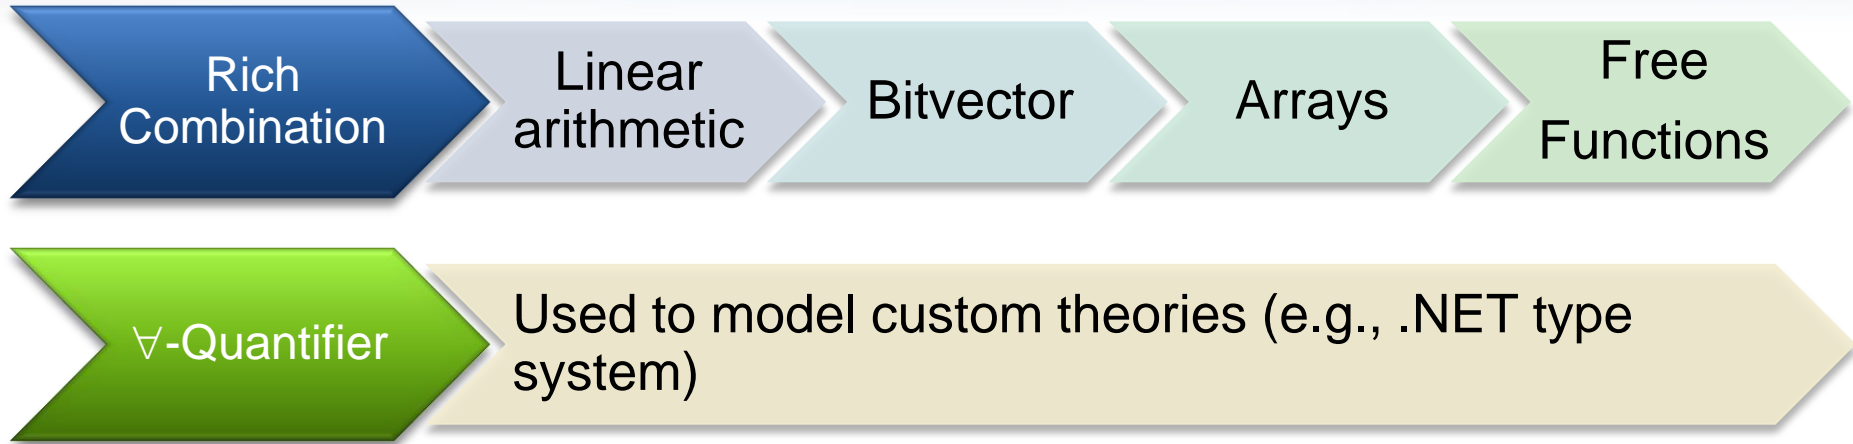 Rich
Combination
Linear
arithmetic
Bitvector
Arrays
Free
Functions
∀-Quantifier
Used to model custom theories (e.g., .NET type
system)